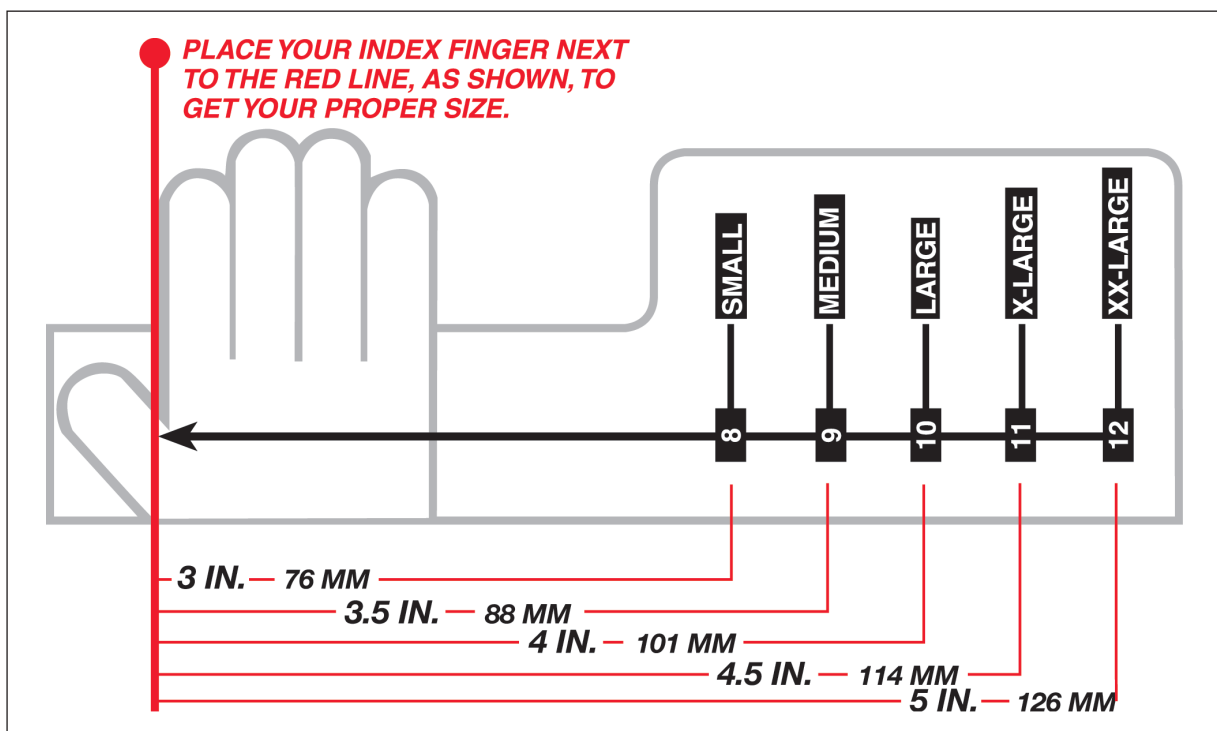 PLACE YOUR INDEX FINGER NEXT
TO THE RED LINE, AS SHOWN, TO
GET YOUR PROPER SIZE.
SMALL
MEDIUM
LARGE
X-LARGE
XX-LARGE
8
9
10
11
12
3 IN. 76 MM
3.5 IN. 88 MM
4 IN. 101 MM
4.5 IN. 114 MM
5 IN. 126 MM